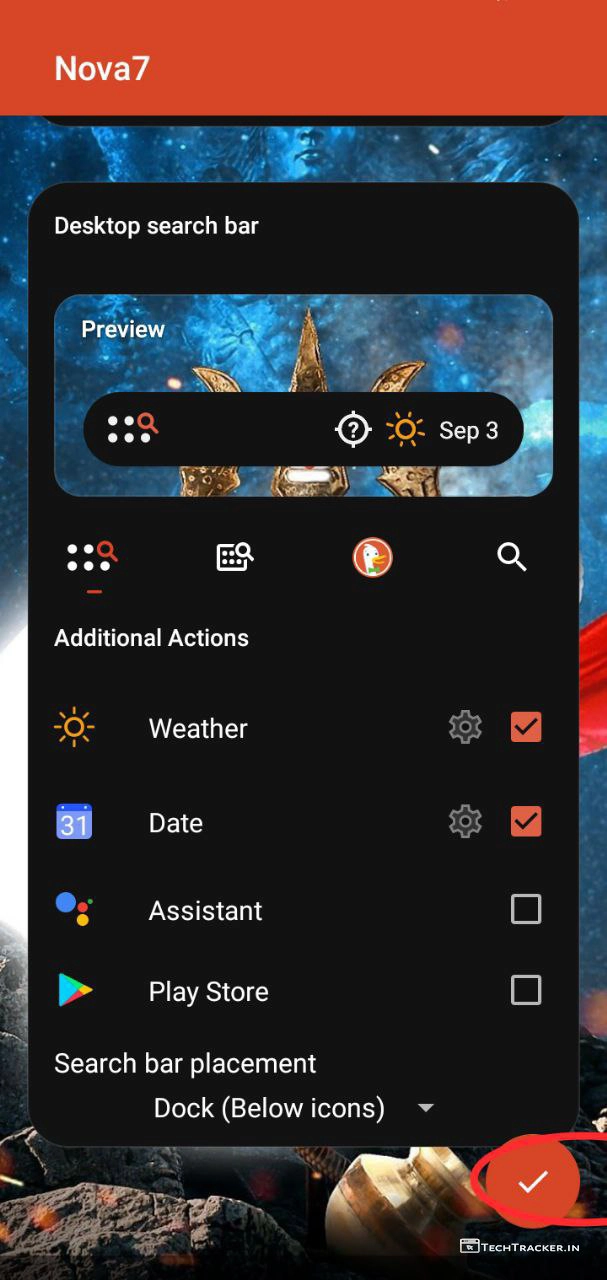 Nova7
Desktop search bar
Preview
Sep 3
Additional Actions
Weather
31 Date
Assistant
Play Store
Search bar placement
Dock (Below icons)
TechTracker.in